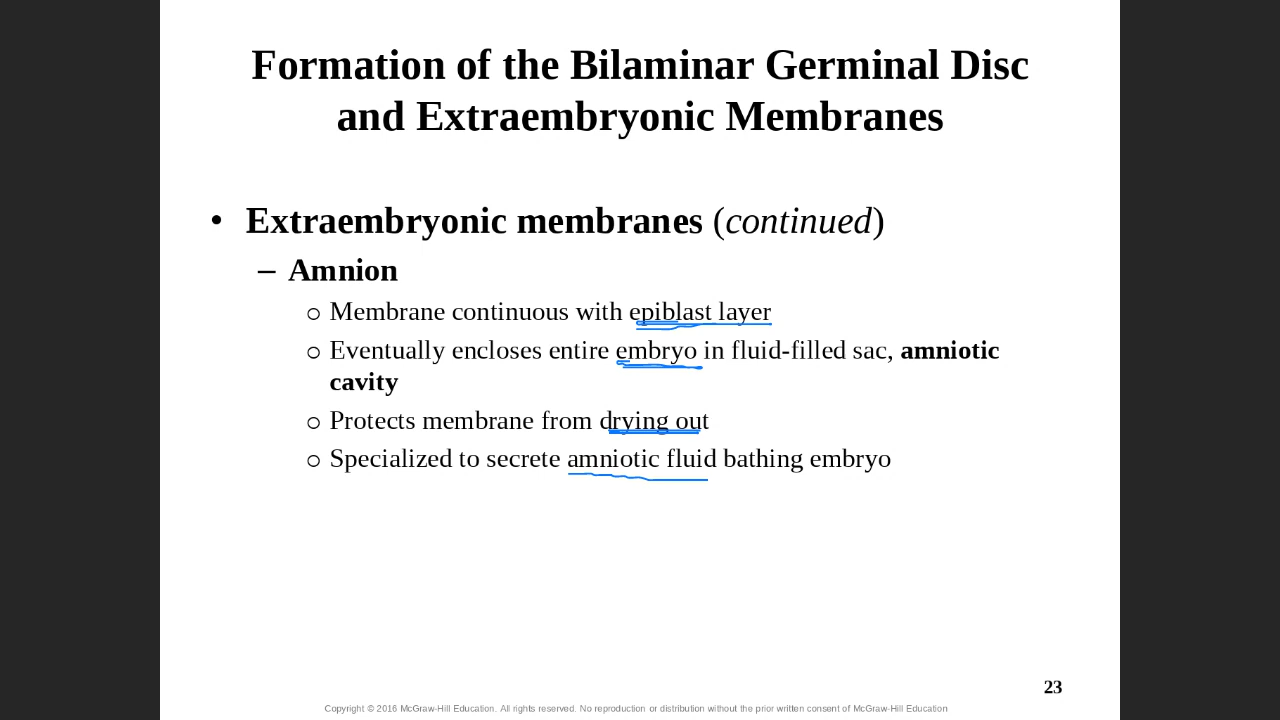 Formation of the Bilaminar Germinal Disc
and Extraembryonic Membranes
• Extraembryonic membranes (continued)
– Amnion
○ Membrane continuous with epiblast layer
○ Eventually encloses entire embryo in fluid-filled sac, amniotic
cavity
○ Protects membrane from drying out
○ Specialized to secrete amniotic fluid bathing embryo
23
Copyright © 2016 McGraw-Hill Education. All rights reserved. No reproduction or distribution without the prior written consent of McGraw-Hill Education